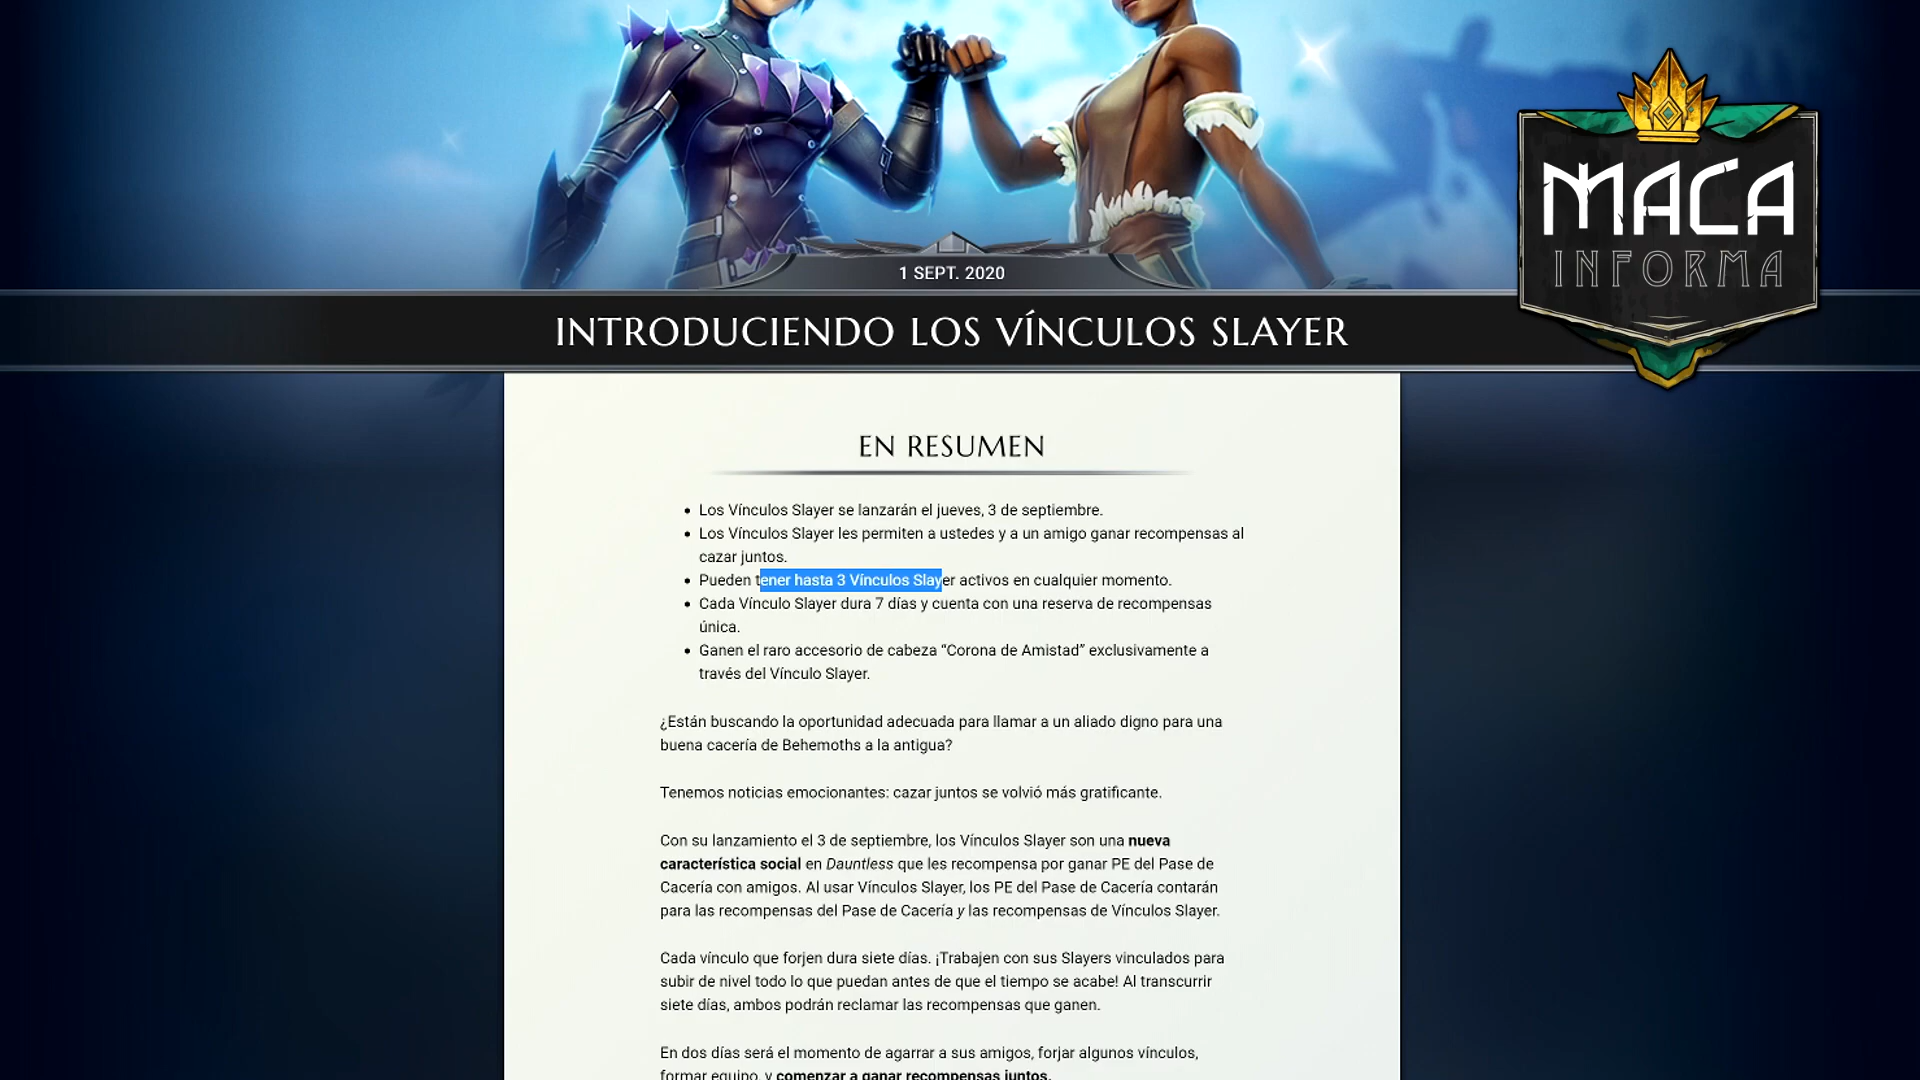 MACA
INFORMA
1 SEPT. 2020
INTRODUCIENDO LOS VÍNCULOS SLAYER
EN RESUMEN
• Los Vínculos Slayer se lanzarán el jueves, 3 de septiembre.
• Los Vínculos Slayer les permiten a ustedes y a un amigo ganar recompensas al
cazar juntos.
• Pueden tener hasta 3 Vínculos Slayer activos en cualquier momento.
• Cada Vínculo Slayer dura 7 días y cuenta con una reserva de recompensas
única.
• Ganen el raro accesorio de cabeza “Corona de Amistad” exclusivamente a
través del Vínculo Slayer.
¿Están buscando la oportunidad adecuada para llamar a un aliado digno para una
buena cacería de Behemoths a la antigua?
Tenemos noticias emocionantes: cazar juntos se volvió más gratificante.
Con su lanzamiento el 3 de septiembre, los Vínculos Slayer son una nueva
característica social en Dauntless que les recompensa por ganar PE del Pase de
Cacería con amigos. Al usar Vínculos Slayer, los PE del Pase de Cacería contarán
para las recompensas del Pase de Cacería y las recompensas de Vínculos Slayer.
Cada vínculo que forjen dura siete días. ¡Trabajen con sus Slayers vinculados para
subir de nivel todo lo que puedan antes de que el tiempo se acabe! Al transcurrir
siete días, ambos podrán reclamar las recompensas que ganen.
En dos días será el momento de agarrar a sus amigos, forjar algunos vínculos,
formar equipo, y comenzar a ganar recompensas juntos.